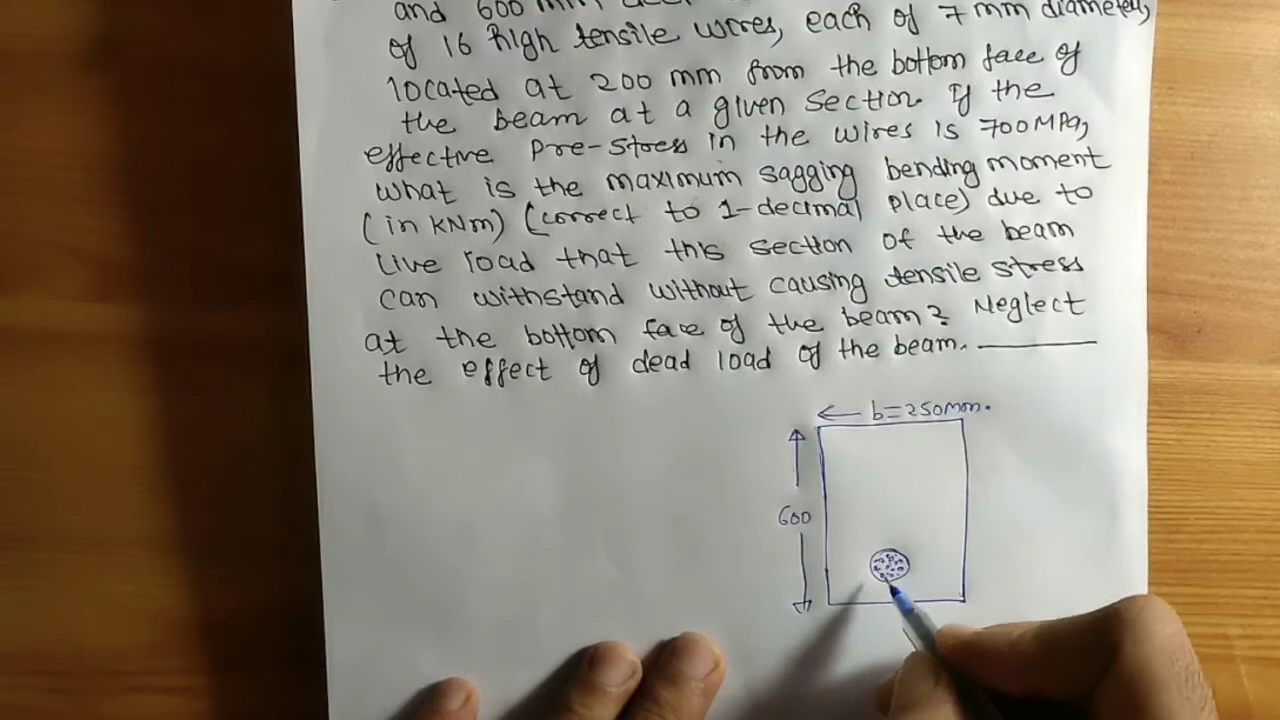 and 600 mm
of 16 high tensile wires, each of 7 mm diameter,
located at 200 mm from the bottom face of
the beam at a given section. If the
effective pre-stress in the wires is 700MPa,
what is the maximum sagging bending moment
(in kNm) (correct to 1-decimal place) due to
Live load that this section of the beam
can withstand without causing tensile stress
at the bottom face of the beam? Neglect
the effect of dead load of the beam.
b=250mm.
600